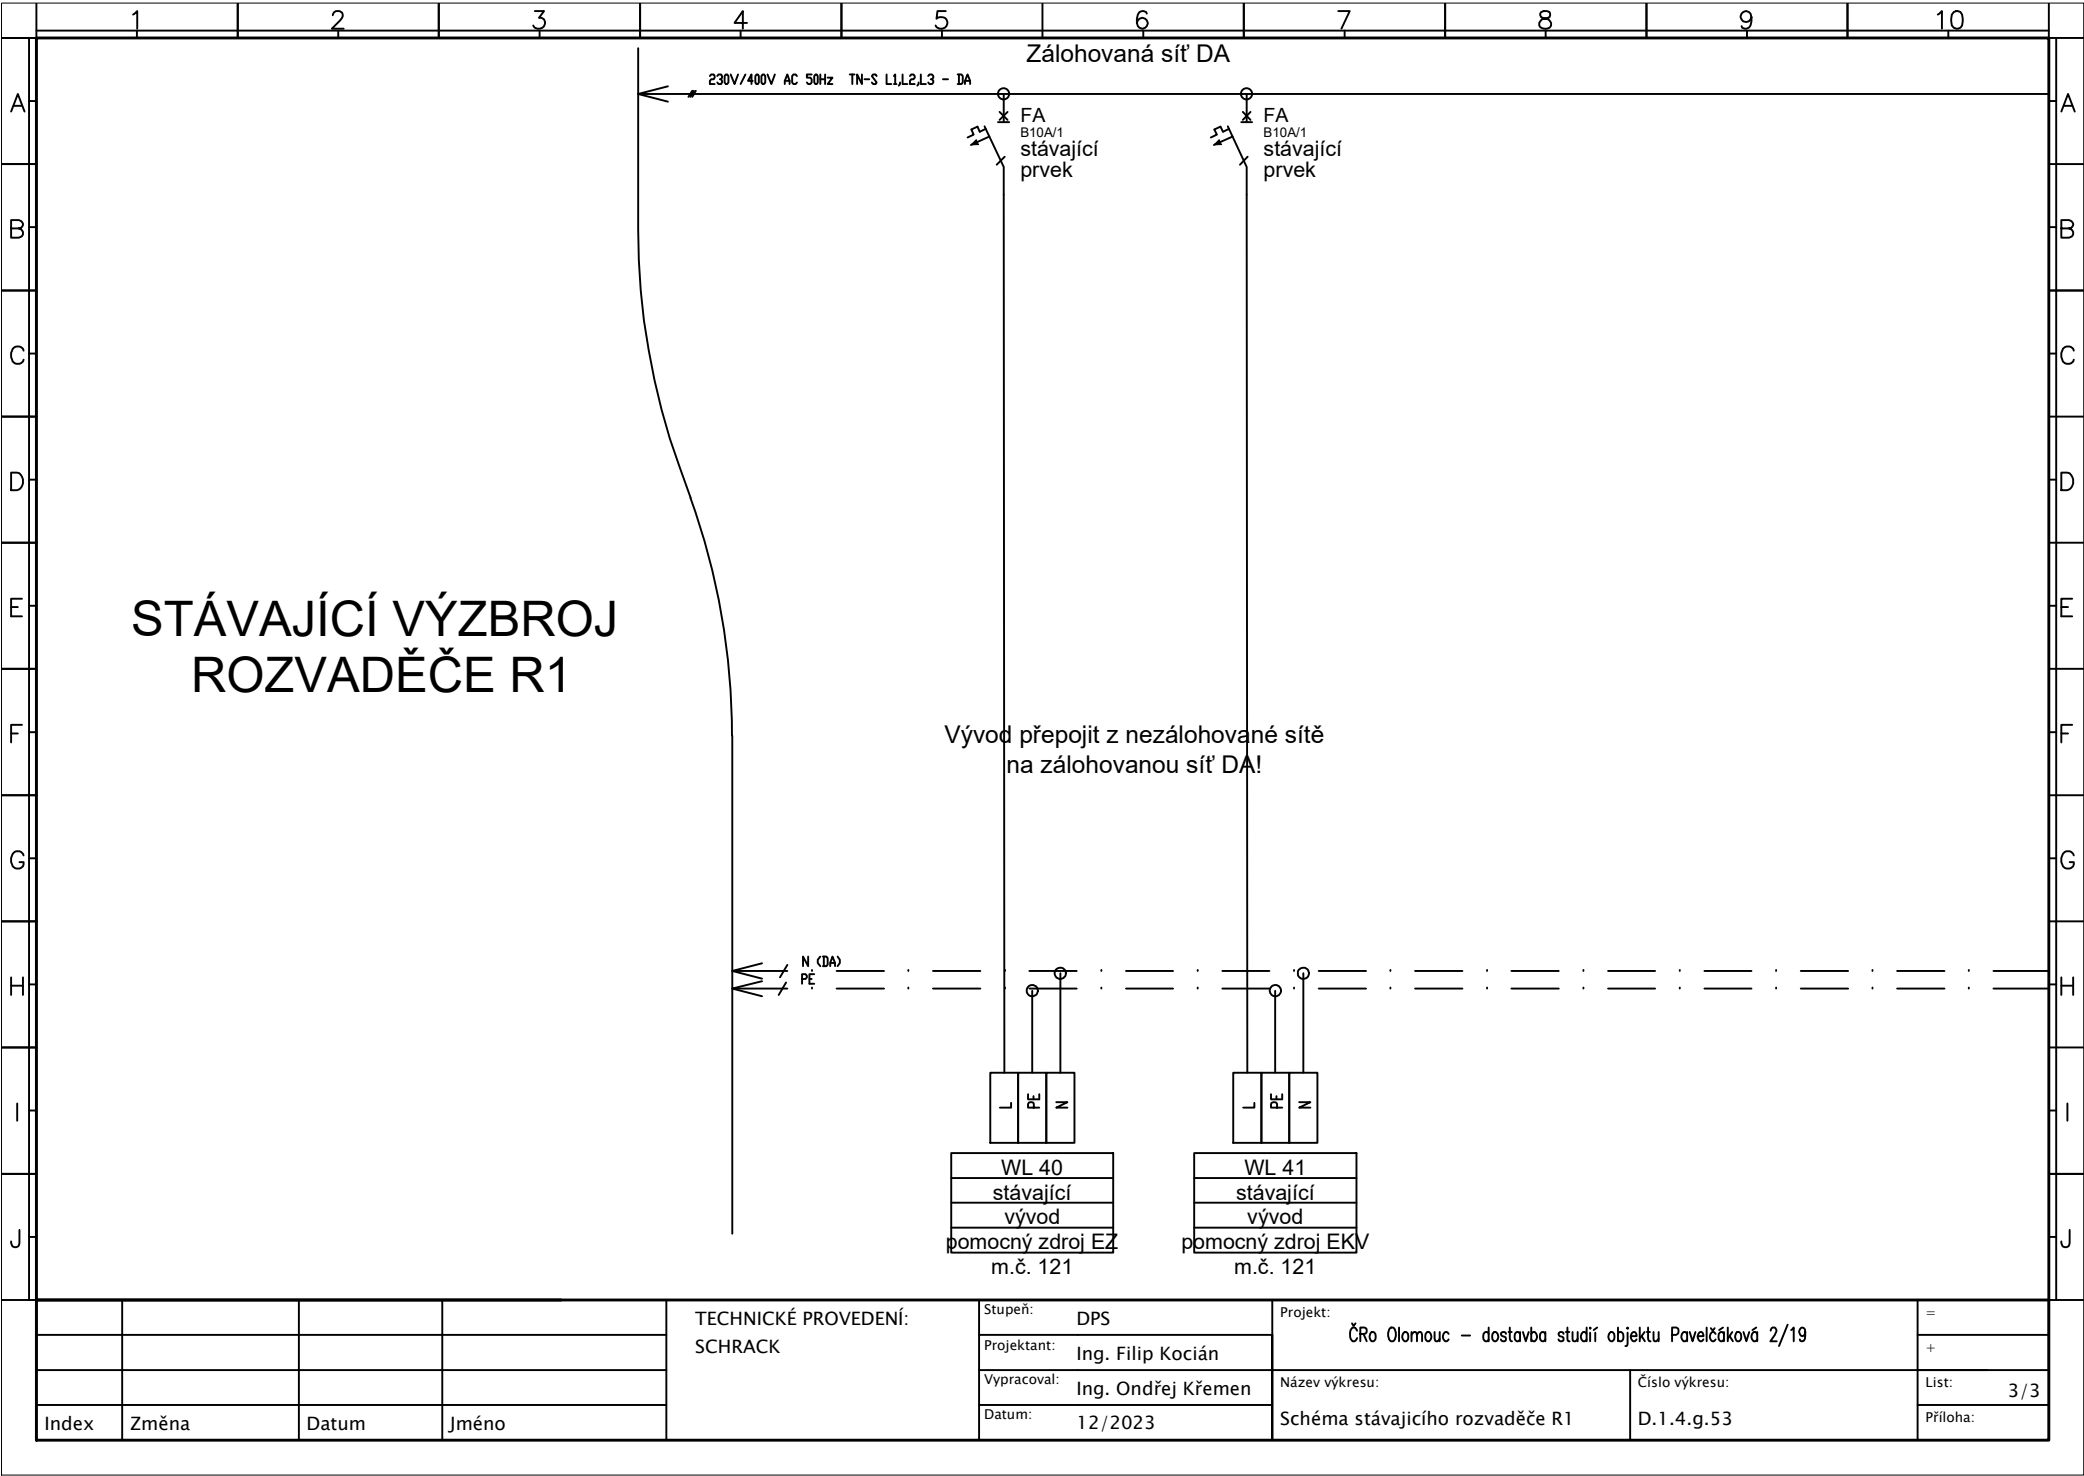 1 2 3 4 5 6 7 8 9 10
Zálohovaná síť DA
230V/400V AC 50Hz TN-S L1,L2,L3 - DA
A A
FA FA
B10A/1 B10A/1
stávající stávající
prvek prvek
B B
C C
D D
E E
STÁVAJÍCÍ VÝZBROJ
ROZVADĚČE R1
F F
Vývod přepojit z nezálohované sítě
na zálohovanou síť DA!
G G
N (DA)
PE
H H
L PE N L PE N
I I
WL 40 WL 41
stávající stávající
vývod vývod
J J
pomocný zdroj EZ pomocný zdroj EKV
m.č. 121 m.č. 121
TECHNICKÉ PROVEDENÍ:
SCHRACK
Stupeň: DPS
Projektant: Ing. Filip Kocián
Vypracoval: Ing. Ondřej Křemen
Datum: 12/2023
Projekt:
ČRo Olomouc – dostavba studií objektu Pavelčáková 2/19
Název výkresu:
Schéma stávajicího rozvaděče R1
Číslo výkresu:
D.1.4.g.53
=
+
List: 3/3
Příloha:
Index Změna Datum Jméno